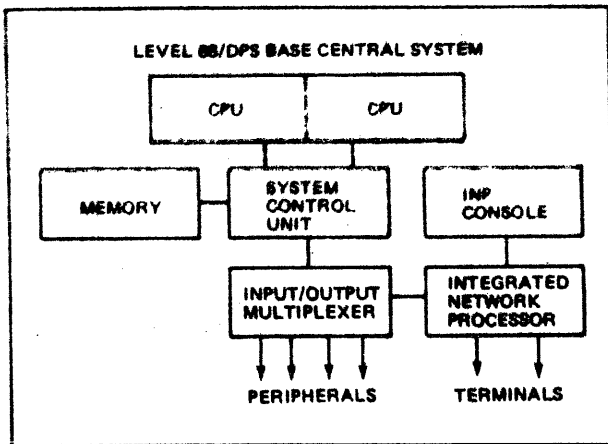 LEVEL 66/DPS BASE CENTRAL SYSTEM
CPU CPU
MEMORY
SYSTEM
CONTROL
UNIT
INP
CONSOLE
INPUT/OUTPUT
MULTIPLEXER
INTEGRATED
NETWORK
PROCESSOR
PERIPHERALS
TERMINALS